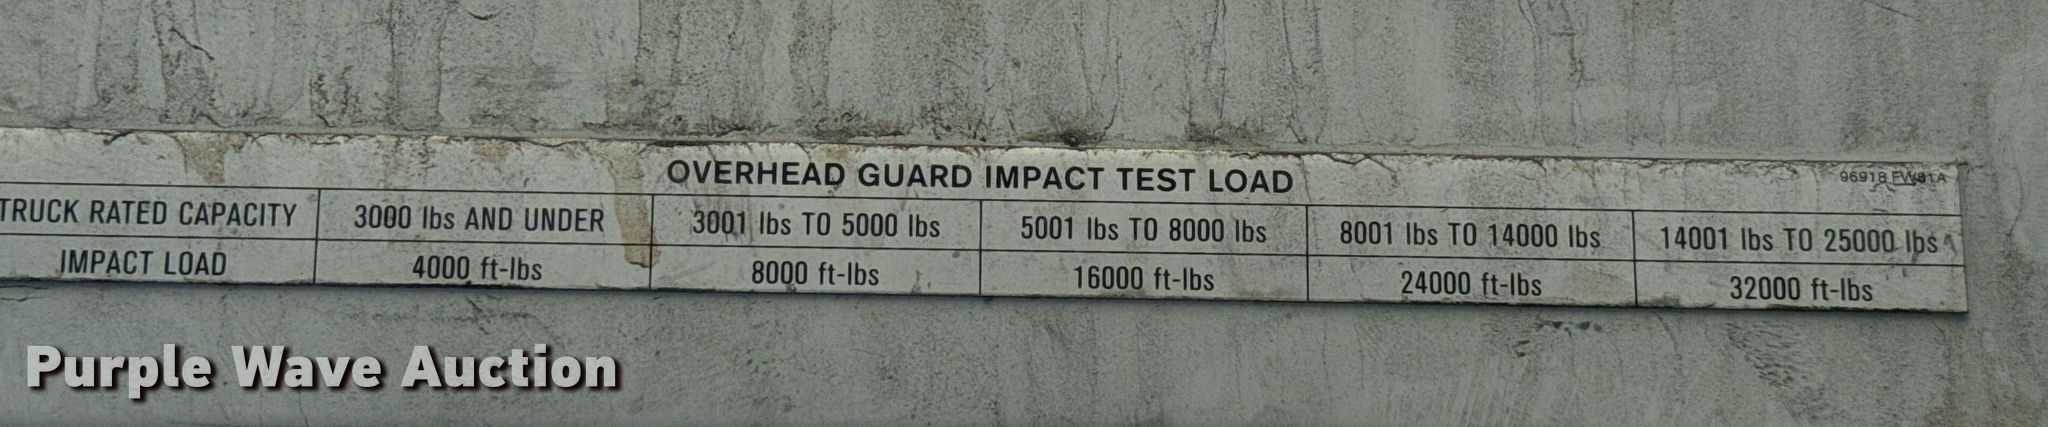 OVERHEAD GUARD IMPACT TEST LOAD
TRUCK RATED CAPACITY 3000 lbs AND UNDER 3001 lbs TO 5000 lbs 5001 lbs TO 8000 lbs 8001 lbs TO 14000 lbs 14001 lbs TO 25000 lbs
IMPACT LOAD 4000 ft-lbs 8000 ft-lbs 16000 ft-lbs 24000 ft-lbs 32000 ft-lbs
Purple Wave Auction